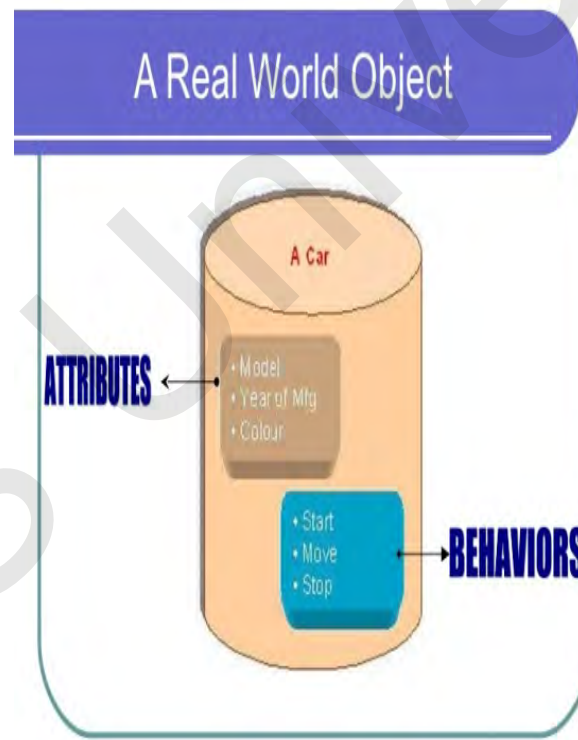 A Real World Object
A Car
ATTRIBUTES
• Model
• Year of Mfg
• Colour
• Start
• Move
• Stop
BEHAVIORS